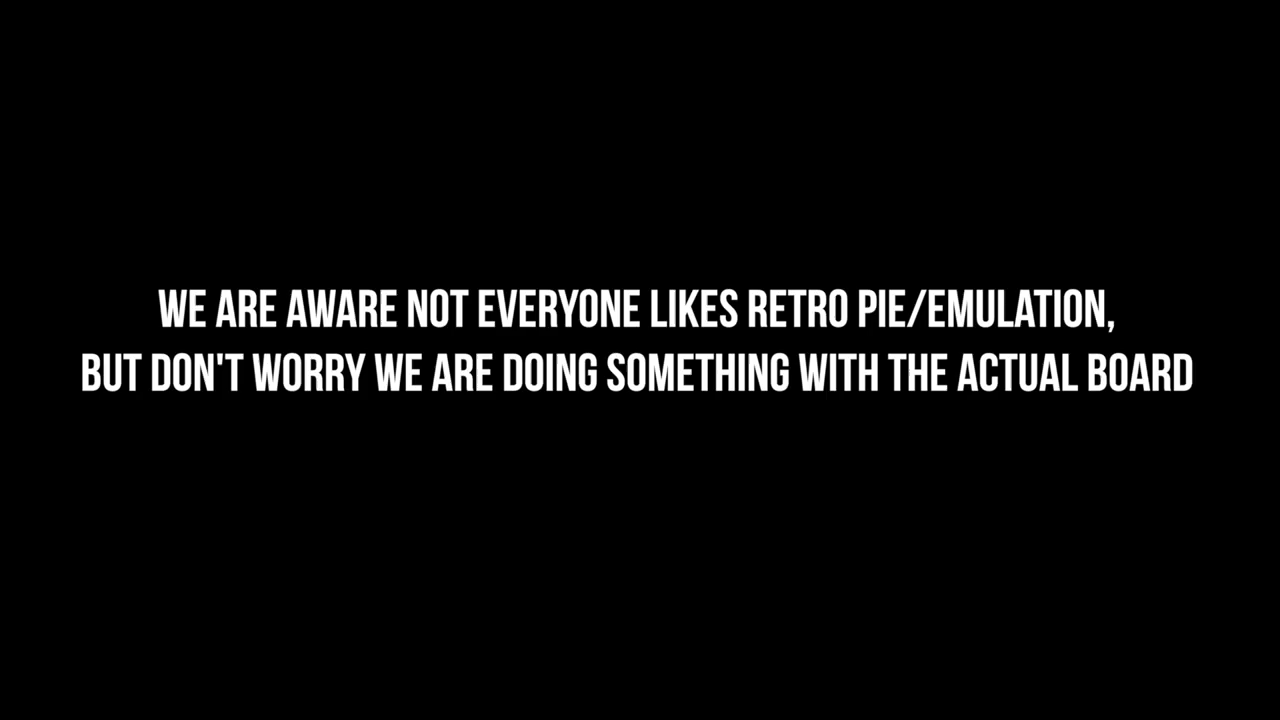 WE ARE AWARE NOT EVERYONE LIKES RETRO PIE/EMULATION,
BUT DON'T WORRY WE ARE DOING SOMETHING WITH THE ACTUAL BOARD